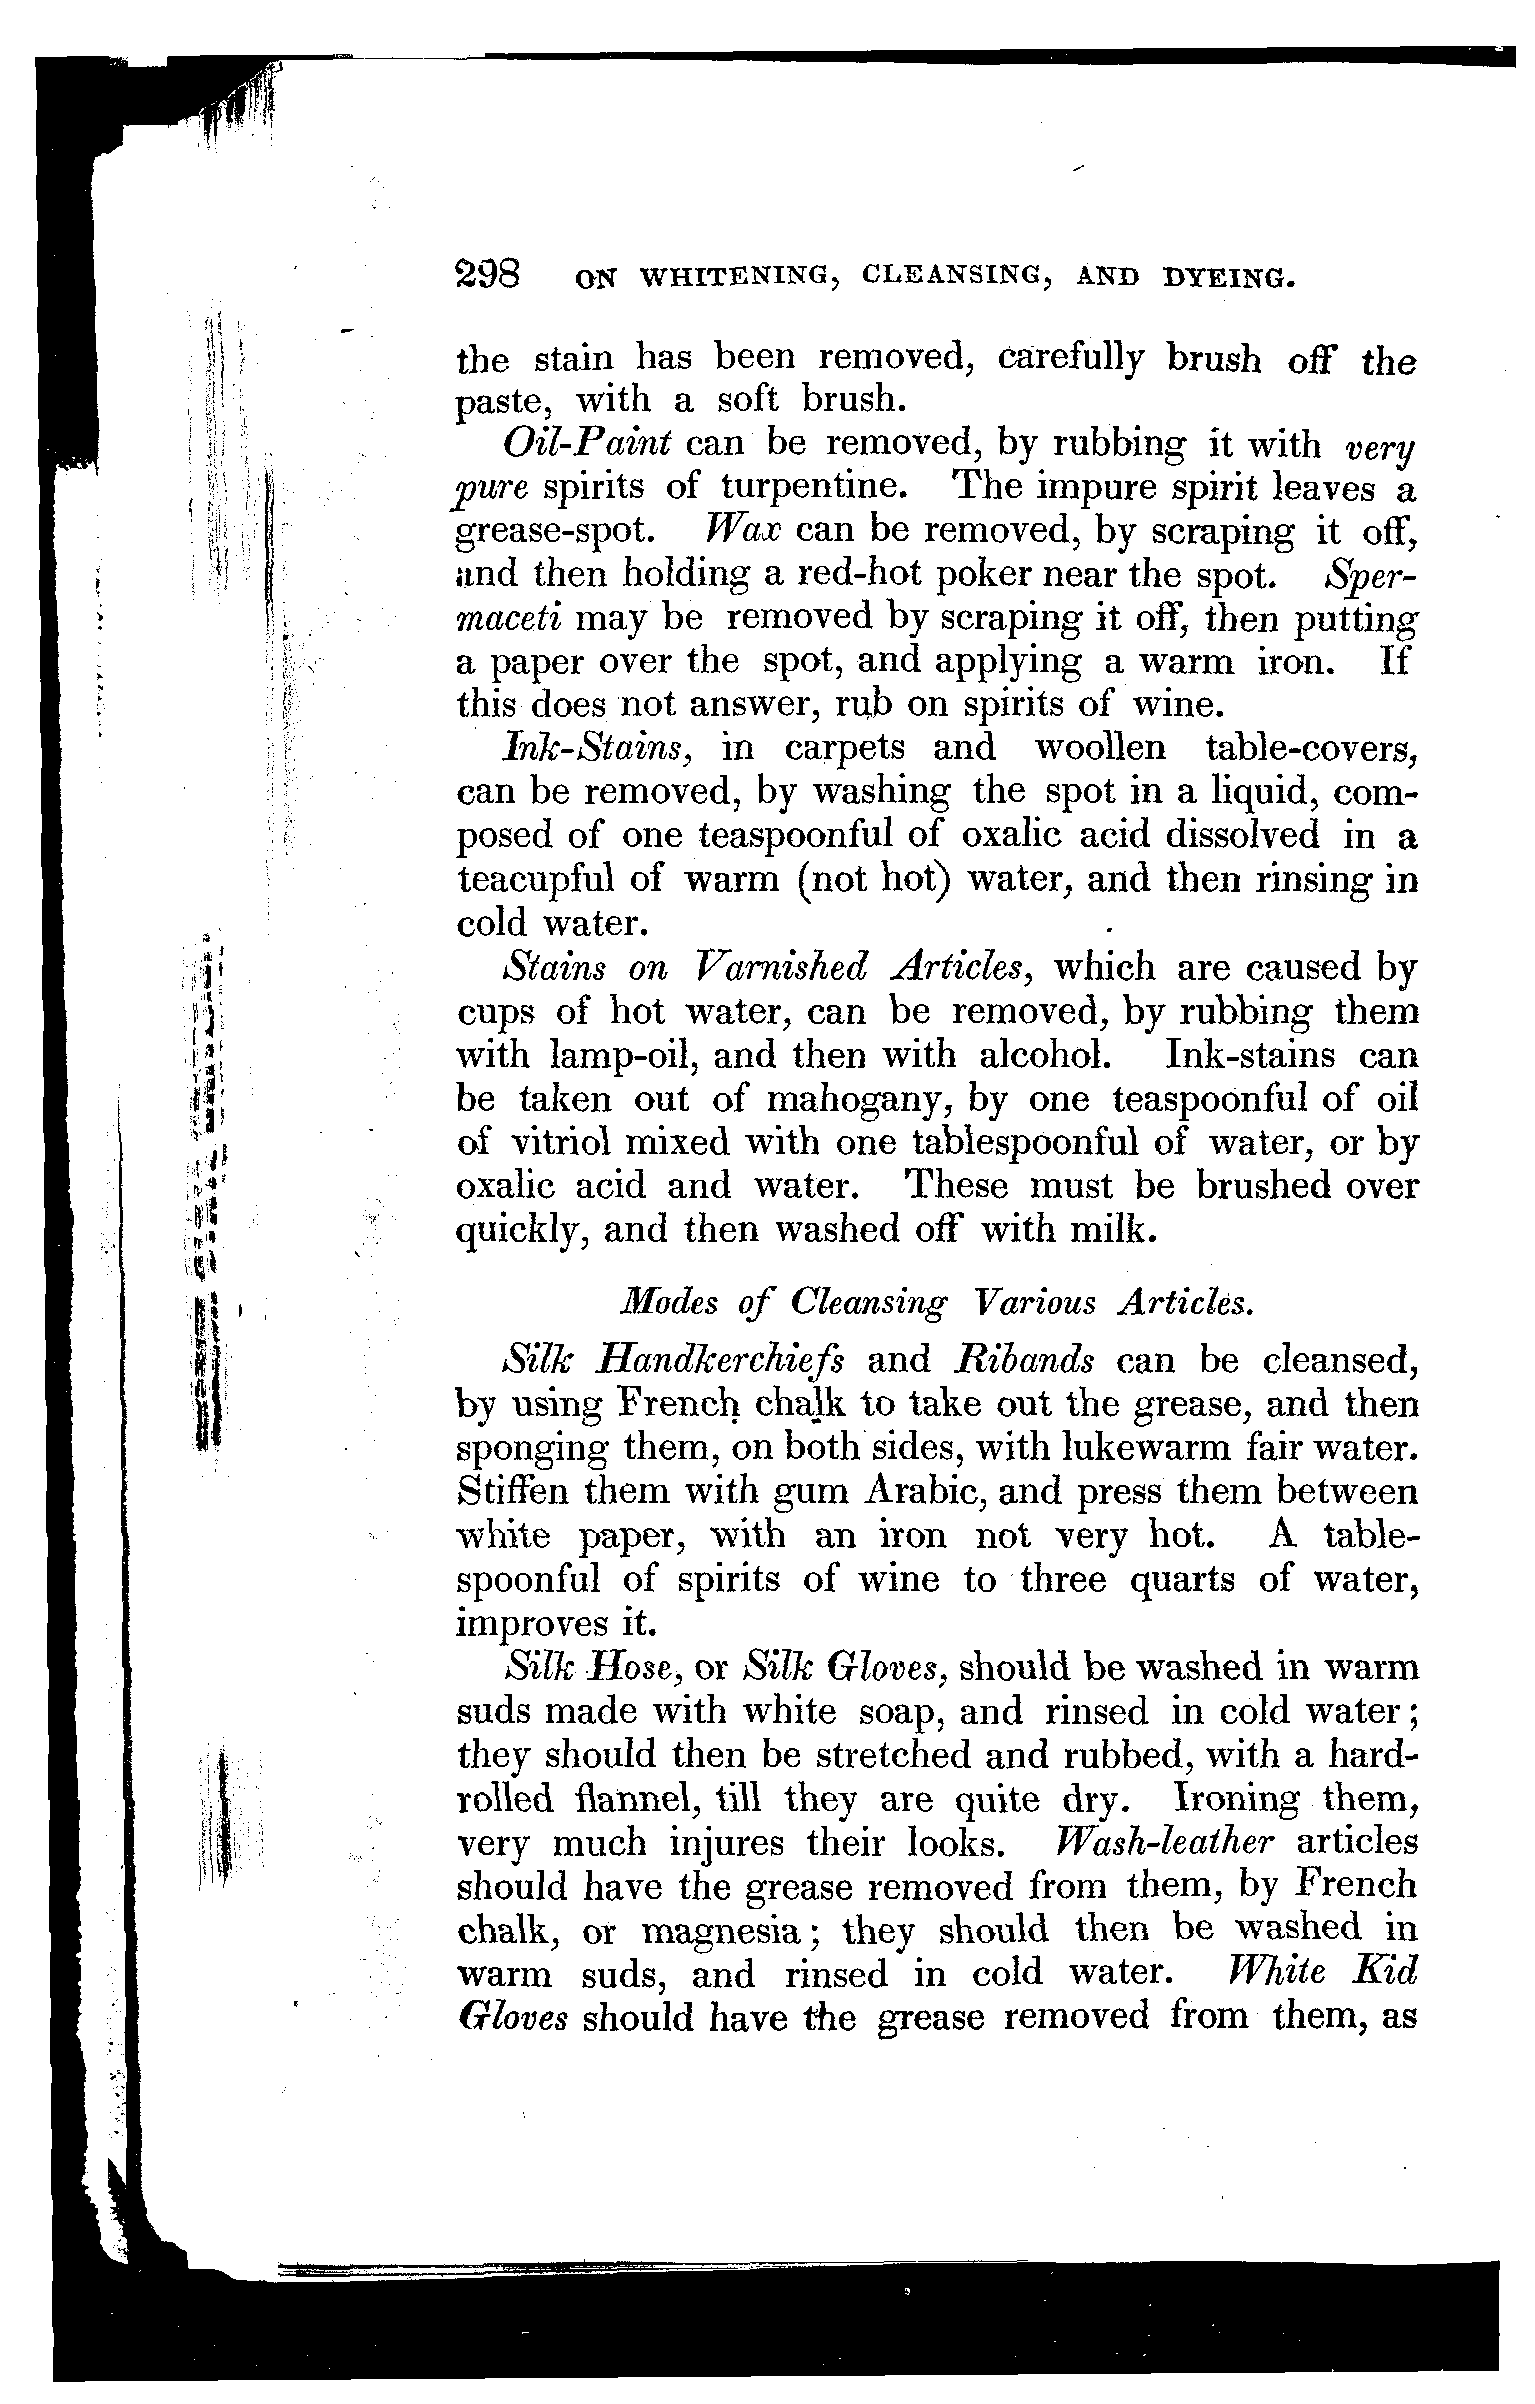 298 ON WHITENING, CLEANSING, AND DYEING.
the stain has been removed, carefully brush off the
paste, with a soft brush.
Oil-Paint can be removed, by rubbing it with very
pure spirits of turpentine. The impure spirit leaves a
grease-spot. Wax can be removed, by scraping it off,
and then holding a red-hot poker near the spot. Sper-
maceti may be removed by scraping it off, then putting
a paper over the spot, and applying a warm iron. If
this does not answer, rub on spirits of wine.
Ink-Stains, in carpets and woollen table-covers,
can be removed, by washing the spot in a liquid, com-
posed of one teaspoonful of oxalic acid dissolved in a
teacupful of warm (not hot) water, and then rinsing in
cold water.
Stains on Varnished Articles, which are caused by
cups of hot water, can be removed, by rubbing them
with lamp-oil, and then with alcohol. Ink-stains can
be taken out of mahogany, by one teaspoonful of oil
of vitriol mixed with one tablespoonful of water, or by
oxalic acid and water. These must be brushed over
quickly, and then washed off with milk.
Modes of Cleansing Various Articles.
Silk Handkerchiefs and Ribands can be cleansed,
by using French chalk to take out the grease, and then
sponging them, on both sides, with lukewarm fair water.
Stiffen them with gum Arabic, and press them between
white paper, with an iron not very hot. A table-
spoonful of spirits of wine to three quarts of water,
improves it.
Silk Hose, or Silk Gloves, should be washed in warm
suds made with white soap, and rinsed in cold water;
they should then be stretched and rubbed, with a hard-
rolled flannel, till they are quite dry. Ironing them,
very much injures their looks. Wash-leather articles
should have the grease removed from them, by French
chalk, or magnesia; they should then be washed in
warm suds, and rinsed in cold water. White Kid
Gloves should have the grease removed from them, as